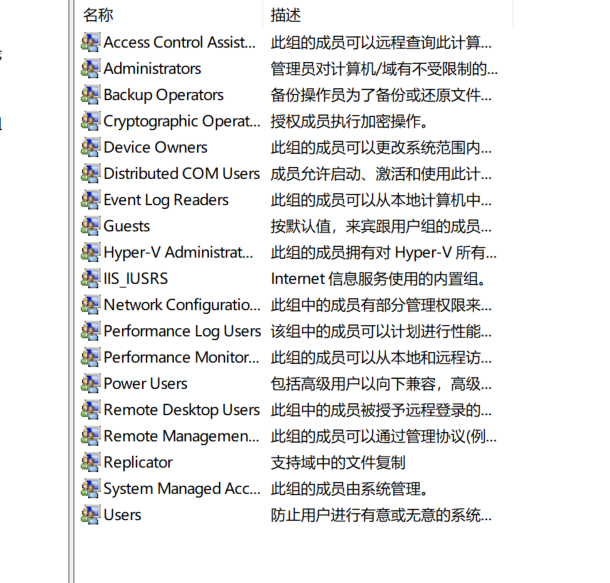 名称 描述
Access Control Assist... 此组的成员可以远程查询此计算...
Administrators 管理员对计算机/域有不受限制的...
Backup Operators 备份操作员为了备份或还原文件...
Cryptographic Operat... 授权成员执行加密操作。
Device Owners 此组的成员可以更改系统范围内...
Distributed COM Users 成员允许启动、激活和使用此计...
Event Log Readers 此组的成员可以从本地计算机中...
Guests 按默认值，来宾跟用户组的成员...
Hyper-V Administrat... 此组的成员拥有对 Hyper-V 所有...
IIS_IUSRS Internet 信息服务使用的内置组。
Network Configuratio... 此组中的成员有部分管理权限来...
Performance Log Users 该组中的成员可以计划进行性能...
Performance Monitor... 此组的成员可以从本地和远程访...
Power Users 包括高级用户以向下兼容，高级...
Remote Desktop Users 此组中的成员被授予远程登录的...
Remote Managemen... 此组的成员可以通过管理协议(例...
Replicator 支持域中的文件复制
System Managed Acc... 此组的成员由系统管理。
Users 防止用户进行有意或无意的系统...